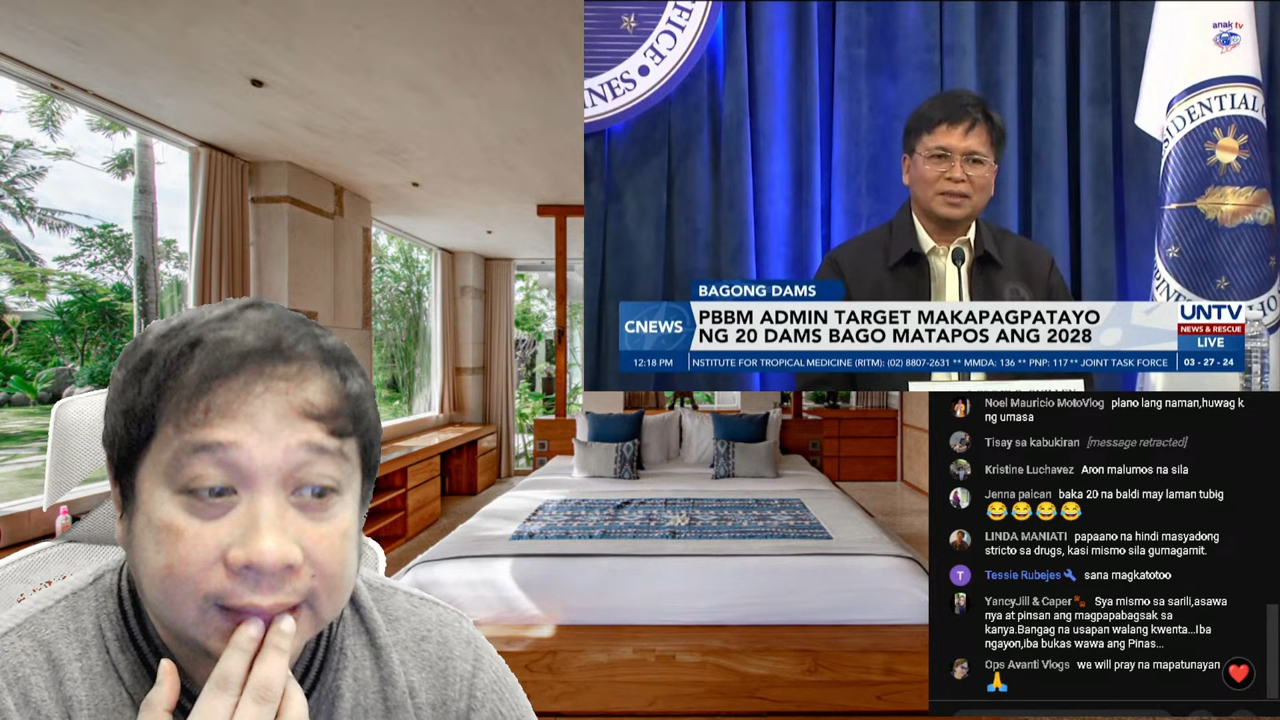 FFICE
INES
anak tv
SIDENTIAL
PINES
BAGONG DAMS
CNEWS
PBBM ADMIN TARGET MAKAPAGPATAYO
NG 20 DAMS BAGO MATAPOS ANG 2028
UNTV
NEWS & RESCUE
LIVE
12:18 PM
NSTITUTE FOR TROPICAL MEDICINE (RITM): (02) 8807-2631 ** MMDA: 136 ** PNP: 117 ** JOINT TASK FORCE
03 - 27 - 24
Noel Mauricio MotoVlog plano lang naman,huwag k
ng umasa
Tisay sa kabukiran [message retracted]
Kristine Luchavez Aron malumos na sila
Jenna paican baka 20 na baldi may laman tubig
😂😂😂😂
LINDA MANIATI papaano na hindi masyadong
stricto sa drugs, kasi mismo sila gumagamit.
T
Tessie Rubejes🔧 sana magkatotoo
YancyJill & Caper🐾 Sya mismo sa sarili,asawa
nya at pinsan ang magpapabagsak sa
kanya.Bangag na usapan walang kwenta...Iba
ngayon,iba bukas wawa ang Pinas...
Ops Avanti Vlogs we will pray na mapatunayan
🙏